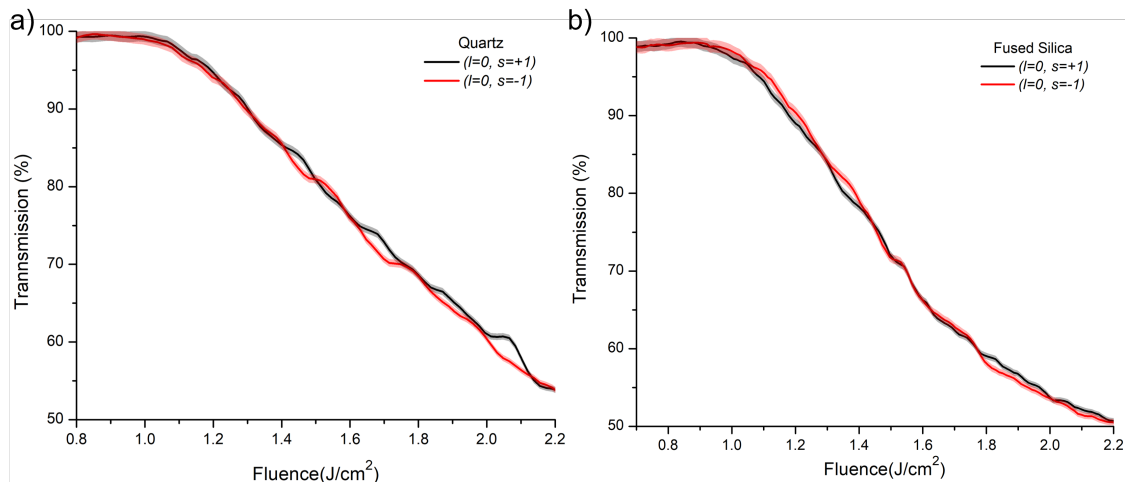 a)
Quartz
(l=0, s=+1)
(l=0, s=-1)
Trannsmission (%)
100
90
80
70
60
50
0.8 1.0 1.2 1.4 1.6 1.8 2.0 2.2
Fluence(J/cm²)
b)
Fused Silica
(l=0, s=+1)
(l=0, s=-1)
Trannsmission (%)
100
90
80
70
60
50
0.8 1.0 1.2 1.4 1.6 1.8 2.0 2.2
Fluence(J/cm²)